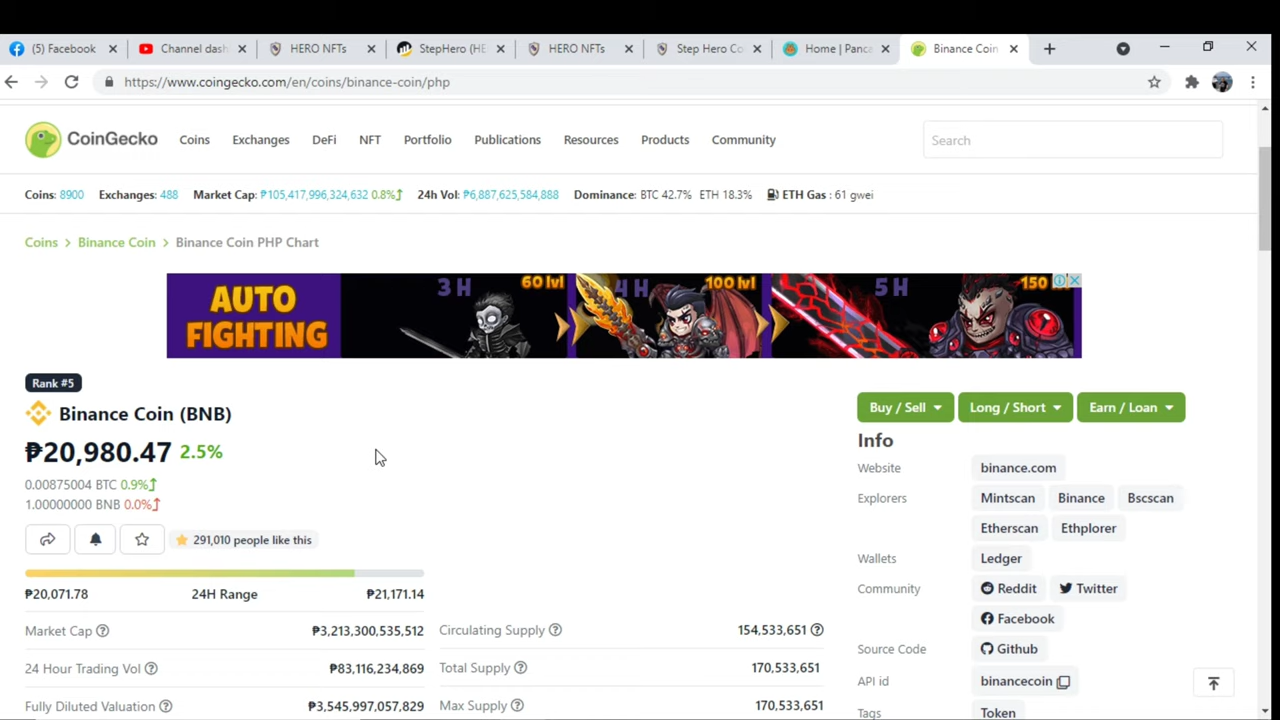 (5) Facebook
Channel dash
HERO NFTs
StepHero (HE
HERO NFTs
Step Hero Co
Home | Panca
Binance Coin
https://www.coingecko.com/en/coins/binance-coin/php
CoinGecko
Coins Exchanges DeFi NFT Portfolio Publications Resources Products Community
Search
Coins: 8900 Exchanges: 488 Market Cap: ₱105,417,996,324,632 0.8% 24h Vol: ₱6,887,625,584,888 Dominance: BTC 42.7% ETH 18.3% ETH Gas : 61 gwei
Coins > Binance Coin > Binance Coin PHP Chart
AUTO
FIGHTING
3 H 60 lvl
4 H 100 lvl
5 H 150
Rank #5
Binance Coin (BNB)
₱20,980.47 2.5%
0.00875004 BTC 0.9%
1.00000000 BNB 0.0%
291,010 people like this
₱20,071.78 24H Range ₱21,171.14
Market Cap ₱3,213,300,535,512
24 Hour Trading Vol ₱83,116,234,869
Fully Diluted Valuation ₱3,545,997,057,829
Circulating Supply 154,533,651
Total Supply 170,533,651
Max Supply 170,533,651
Buy / Sell Long / Short Earn / Loan
Info
Website binance.com
Explorers Mintscan Binance Bscscan
Etherscan Ethplorer
Wallets Ledger
Community Reddit Twitter
Facebook
Source Code Github
API id binancecoin
Tags Token